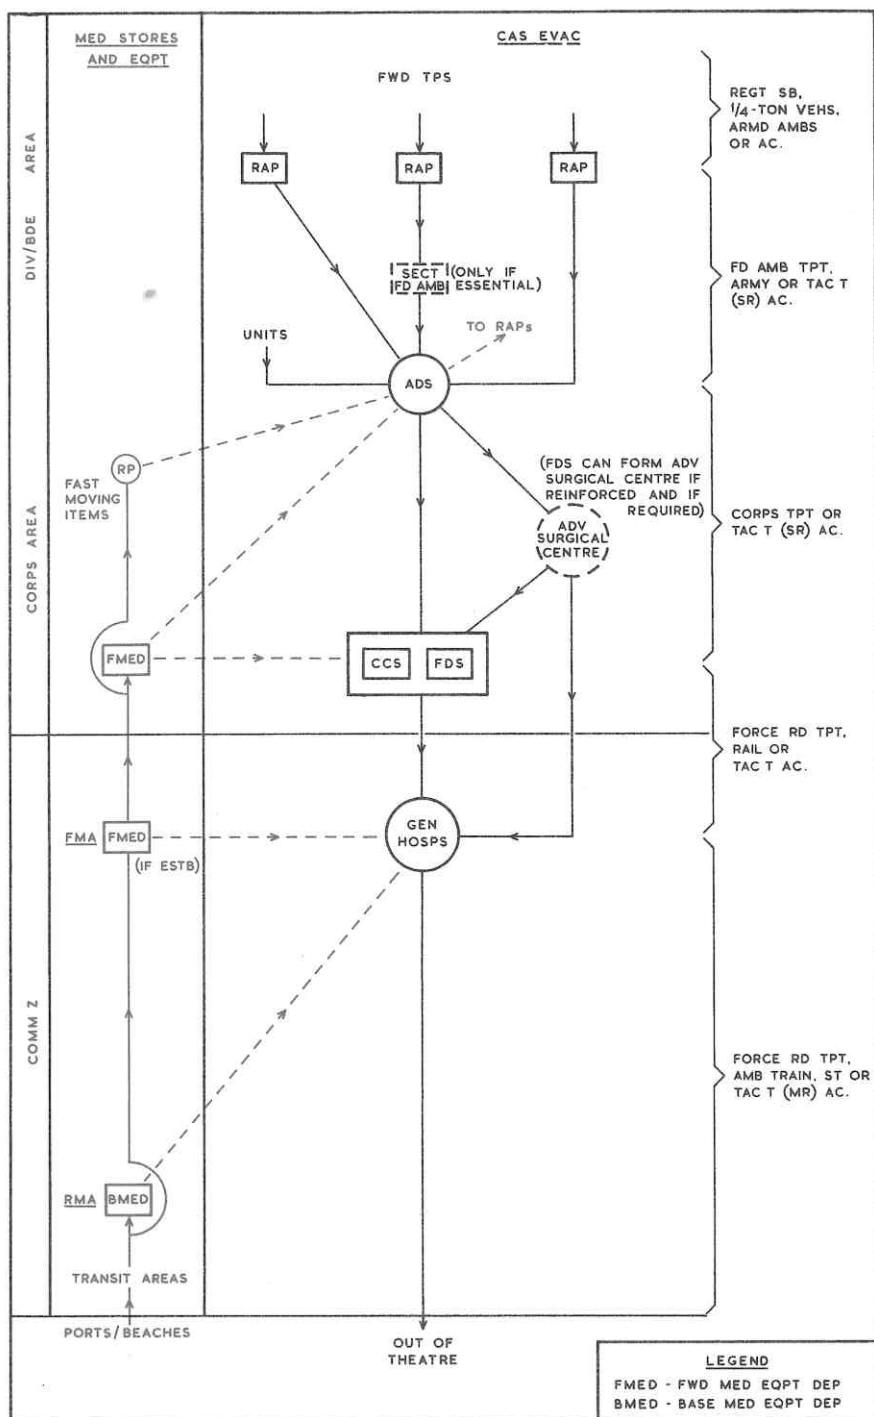 MED STORES
AND EQPT
CAS EVAC
FWD TPS
REGT SB,
1/4-TON VEHS,
ARMD AMBS
OR AC.
DIV/BDE AREA
RAP
RAP
RAP
SECT
FD AMB
(ONLY IF
ESSENTIAL)
FD AMB TPT,
ARMY OR TAC T
(SR) AC.
UNITS
TO RAPs
ADS
CORPS AREA
RP
FAST
MOVING
ITEMS
(FDS CAN FORM ADV
SURGICAL CENTRE IF
REINFORCED AND IF
REQUIRED)
ADV
SURGICAL
CENTRE
CORPS TPT OR
TAC T (SR) AC.
FMED
CCS
FDS
FORCE RD TPT,
RAIL OR
TAC T AC.
COMM Z
FMA
FMED
(IF ESTB)
GEN
HOSPS
FORCE RD TPT,
AMB TRAIN, ST OR
TAC T (MR) AC.
RMA
BMED
TRANSIT AREAS
PORTS/BEACHES
OUT OF
THEATRE
LEGEND
FMED - FWD MED EQPT DEP
BMED - BASE MED EQPT DEP